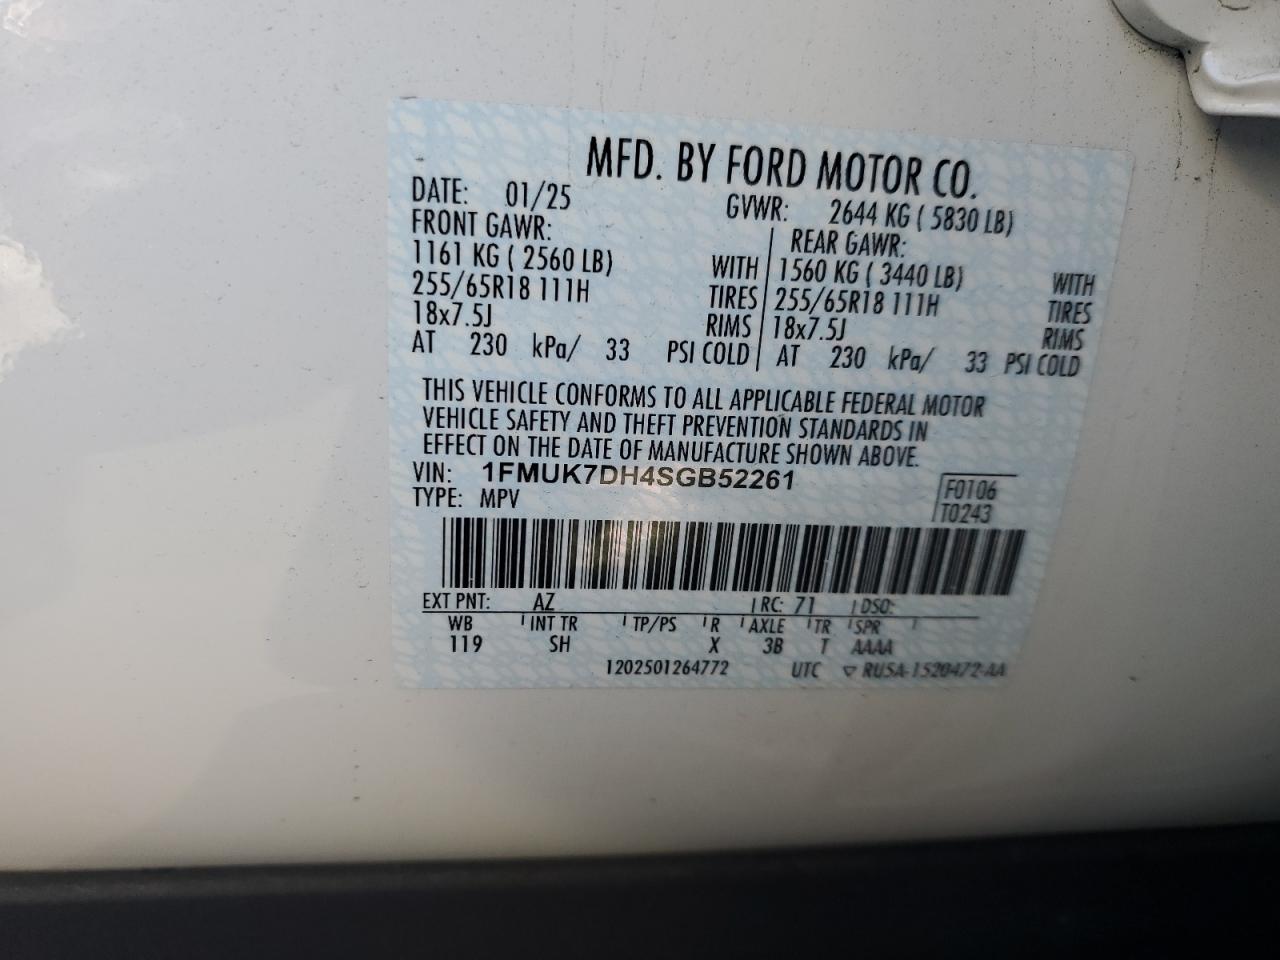 MFD. BY FORD MOTOR CO.
DATE: 01/25 GVWR: 2644 KG ( 5830 LB)
FRONT GAWR: REAR GAWR:
1161 KG ( 2560 LB) WITH 1560 KG ( 3440 LB) WITH
255/65R18 111H TIRES 255/65R18 111H TIRES
18x7.5J RIMS 18x7.5J RIMS
AT 230 kPa/ 33 PSI COLD AT 230 kPa/ 33 PSI COLD
THIS VEHICLE CONFORMS TO ALL APPLICABLE FEDERAL MOTOR
VEHICLE SAFETY AND THEFT PREVENTION STANDARDS IN
EFFECT ON THE DATE OF MANUFACTURE SHOWN ABOVE.
VIN: 1FMUK7DH4SGB52261
TYPE: MPV
F0106
T0243
EXT PNT: AZ RC: 71 DSO:
WB INT TR TP/PS R AXLE TR SPR
119 SH X 3B T AAAA
1202501264772 UTC ▽ RU5A-1520472-AA